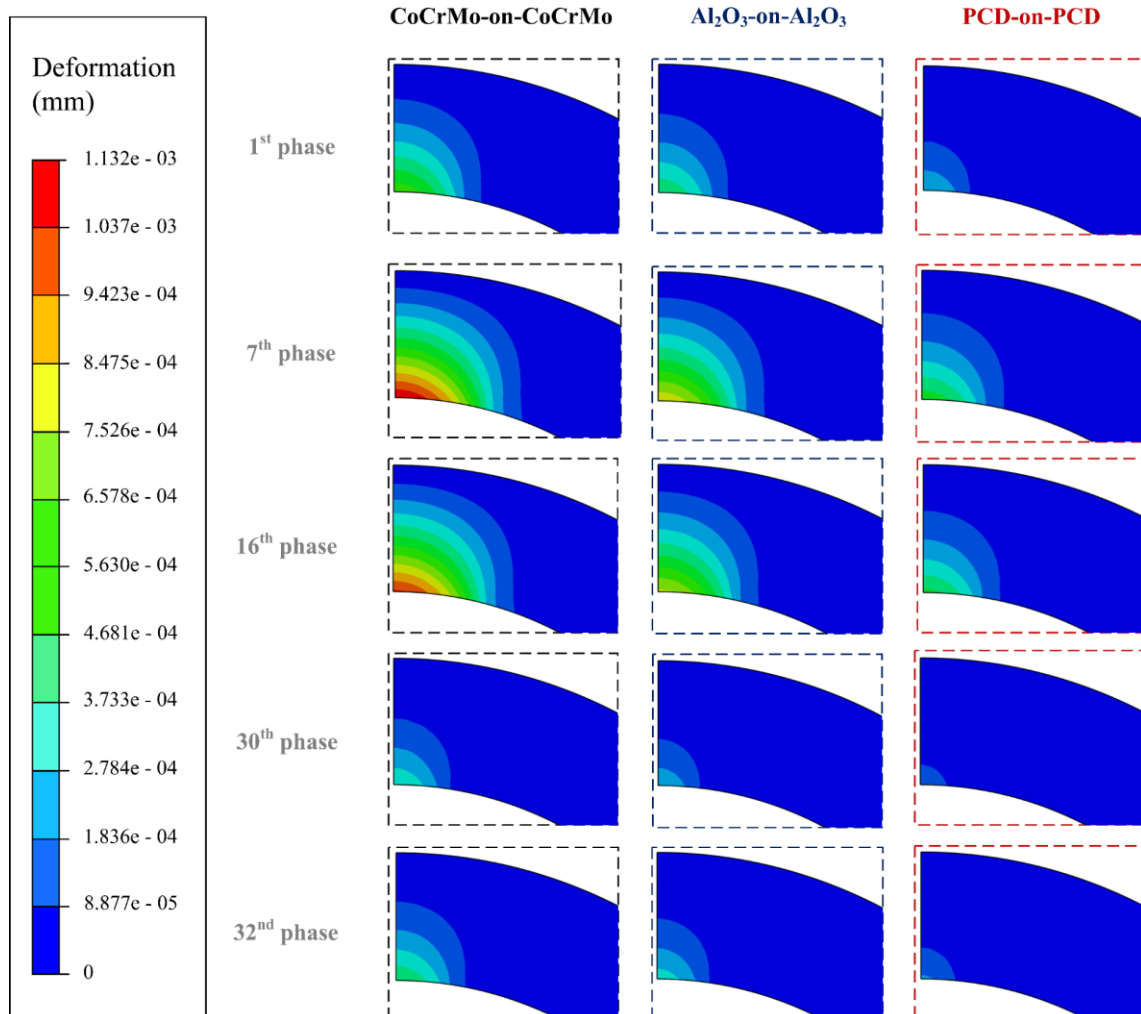 CoCrMo-on-CoCrMo Al₂O₃-on-Al₂O₃ PCD-on-PCD
Deformation
(mm)
1.132e - 03
1.037e - 03
9.423e - 04
8.475e - 04
7.526e - 04
6.578e - 04
5.630e - 04
4.681e - 04
3.733e - 04
2.784e - 04
1.836e - 04
8.877e - 05
0
1st phase
7th phase
16th phase
30th phase
32nd phase